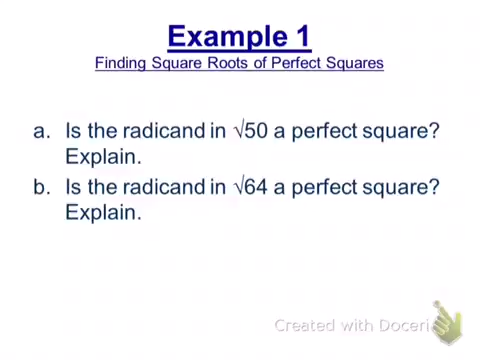 Example 1
Finding Square Roots of Perfect Squares
a. Is the radicand in √50 a perfect square?
Explain.
b. Is the radicand in √64 a perfect square?
Explain.
Created with Doceri